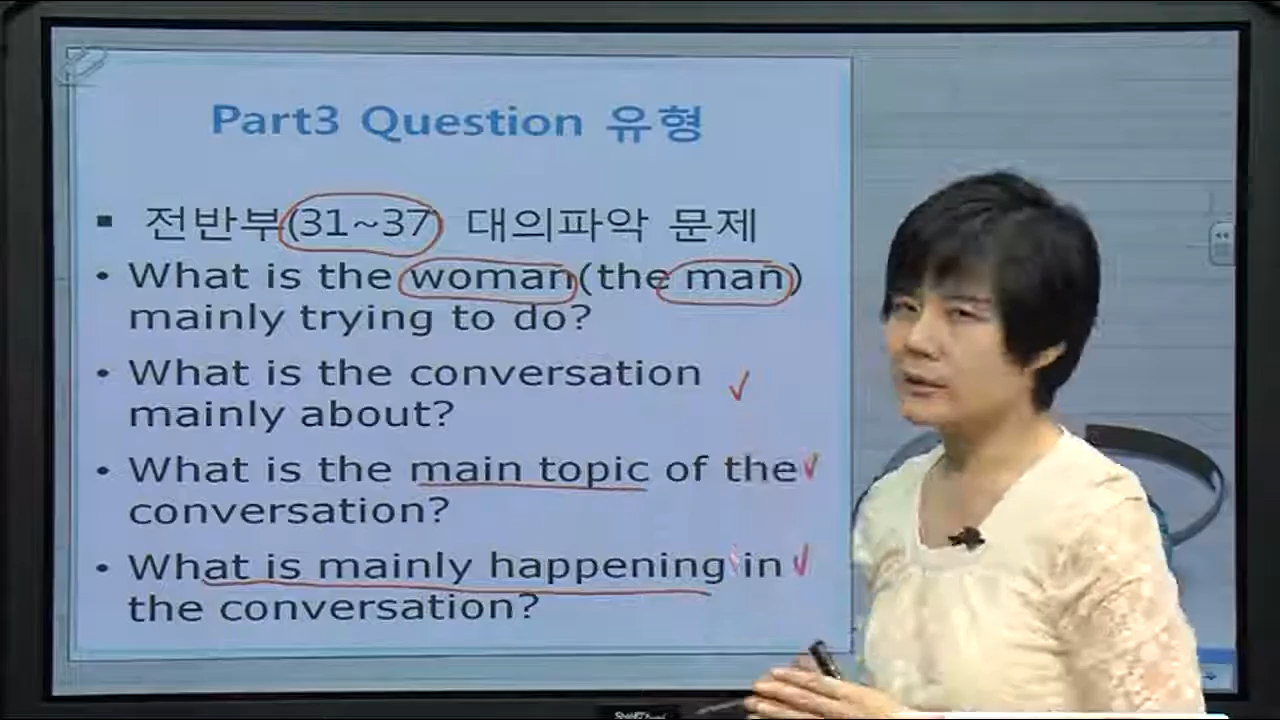 Part3 Question 유형
▪ 전반부(31~37) 대의파악 문제
• What is the woman(the man)
mainly trying to do?
• What is the conversation
mainly about?
• What is the main topic of the
conversation?
• What is mainly happening in
the conversation?